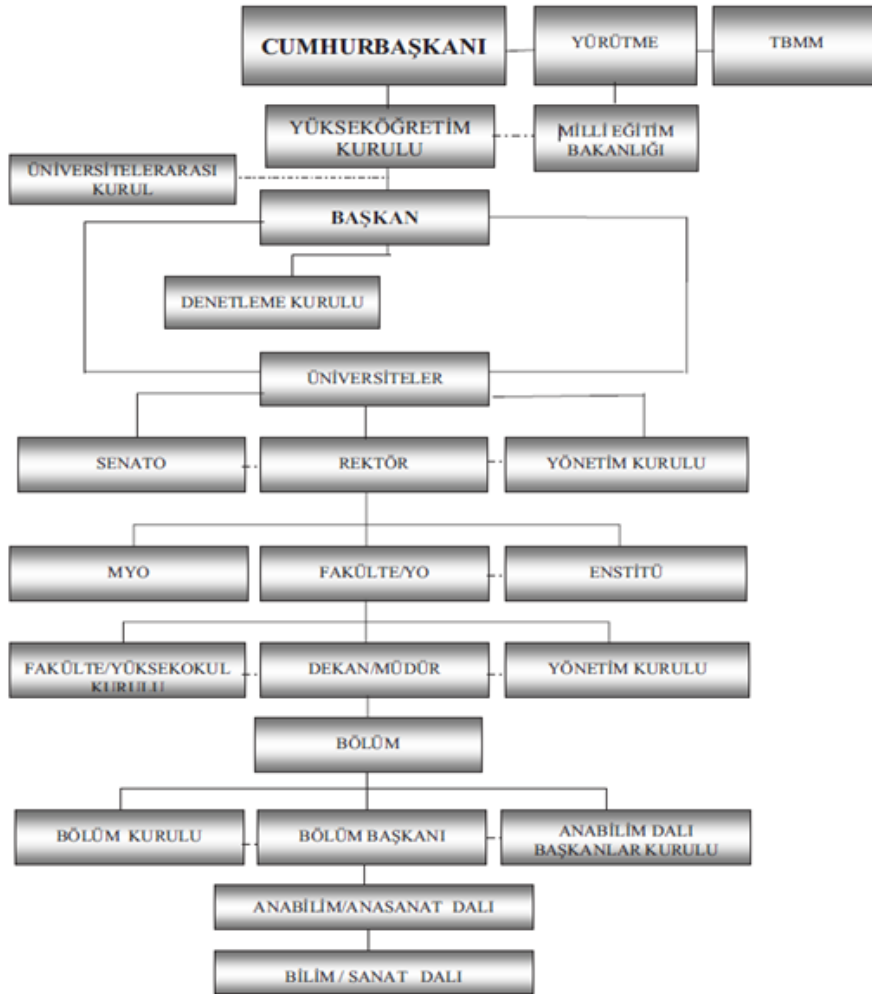 CUMHURBAŞKANI
YÜRÜTME
TBMM
YÜKSEKÖĞRETİM
KURULU
MİLLİ EĞİTİM
BAKANLIĞI
ÜNİVERSİTELERARASI
KURUL
BAŞKAN
DENETLEME KURULU
ÜNİVERSİTELER
SENATO
REKTÖR
YÖNETİM KURULU
MYO
FAKÜLTE/YO
ENSTİTÜ
FAKÜLTE/YÜKSEKOKUL
KURULU
DEKAN/MÜDÜR
YÖNETİM KURULU
BÖLÜM
BÖLÜM KURULU
BÖLÜM BAŞKANI
ANABİLİM DALI
BAŞKANLAR KURULU
ANABİLİM/ANASANAT DALI
BİLİM / SANAT DALI